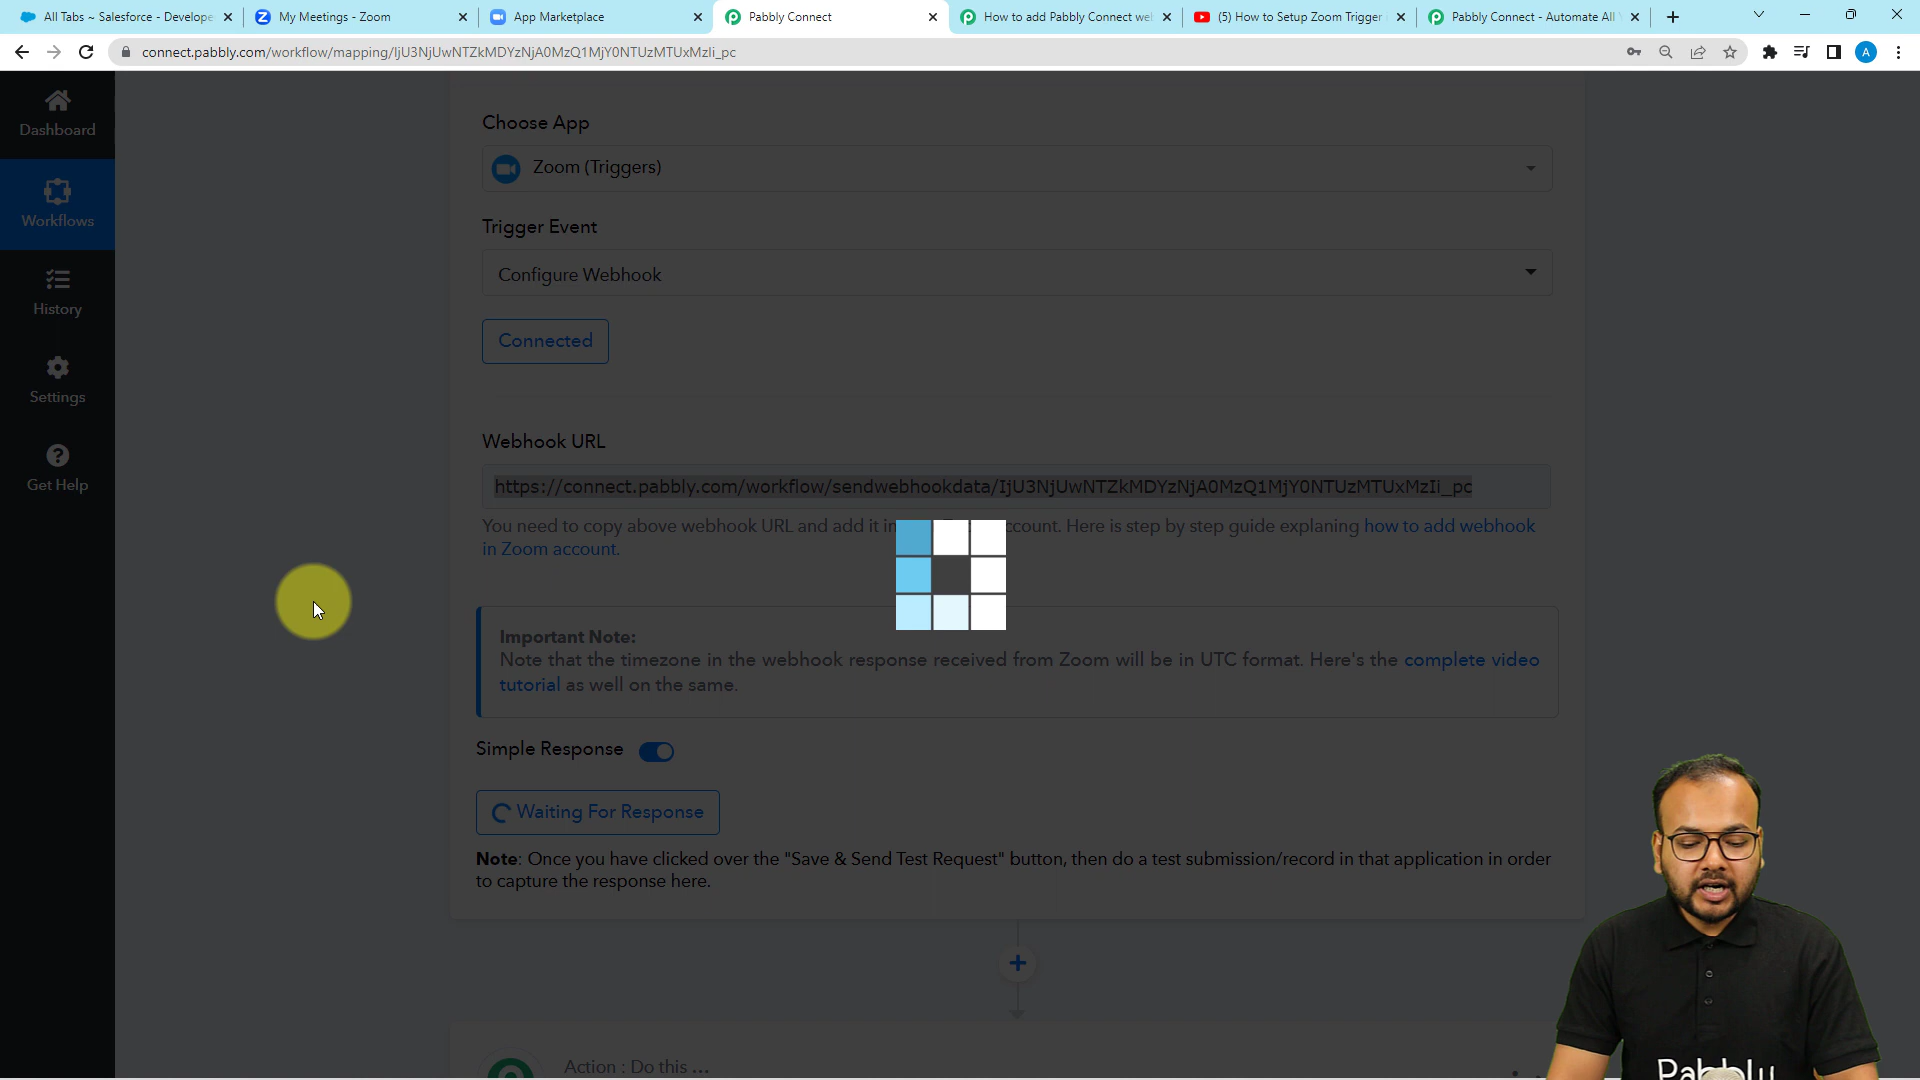 All Tabs ~ Salesforce - Develope
My Meetings - Zoom
App Marketplace
Pabbly Connect
How to add Pabbly Connect we
(5) How to Setup Zoom Trigger
Pabbly Connect - Automate All
connect.pabbly.com/workflow/mapping/IjU3NjUwNTZkMDYzNjA0MzQ1MjY0NTUzMTUxMzIi_pc
A
Dashboard
Workflows
History
Settings
Get Help
Choose App
Zoom (Triggers)
Trigger Event
Configure Webhook
Connected
Webhook URL
https://connect.pabbly.com/workflow/sendwebhookdata/IjU3NjUwNTZkMDYzNjA0MzQ1MjY0NTUzMTUxMzIi_pc
You need to copy above webhook URL and add it in account. Here is step by step guide explaning how to add webhook
in Zoom account.
Important Note:
Note that the timezone in the webhook response received from Zoom will be in UTC format. Here's the complete video
tutorial as well on the same.
Simple Response
Waiting For Response
Note: Once you have clicked over the "Save & Send Test Request" button, then do a test submission/record in that application in order
to capture the response here.
Action : Do this ...
Pabbly